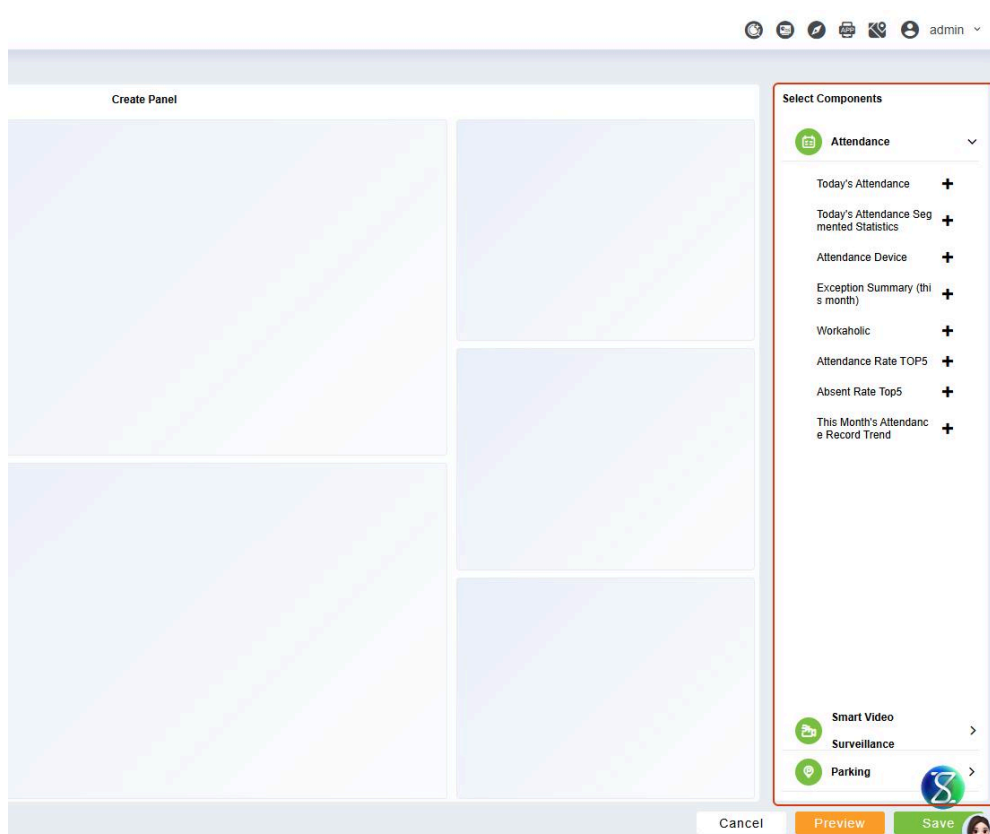 APP
admin
Create Panel
Select Components
Attendance
Today's Attendance
Today's Attendance Seg
mented Statistics
Attendance Device
Exception Summary (thi
s month)
Workaholic
Attendance Rate TOP5
Absent Rate Top5
This Month's Attendanc
e Record Trend
Smart Video
Surveillance
Parking
Cancel
Preview
Save